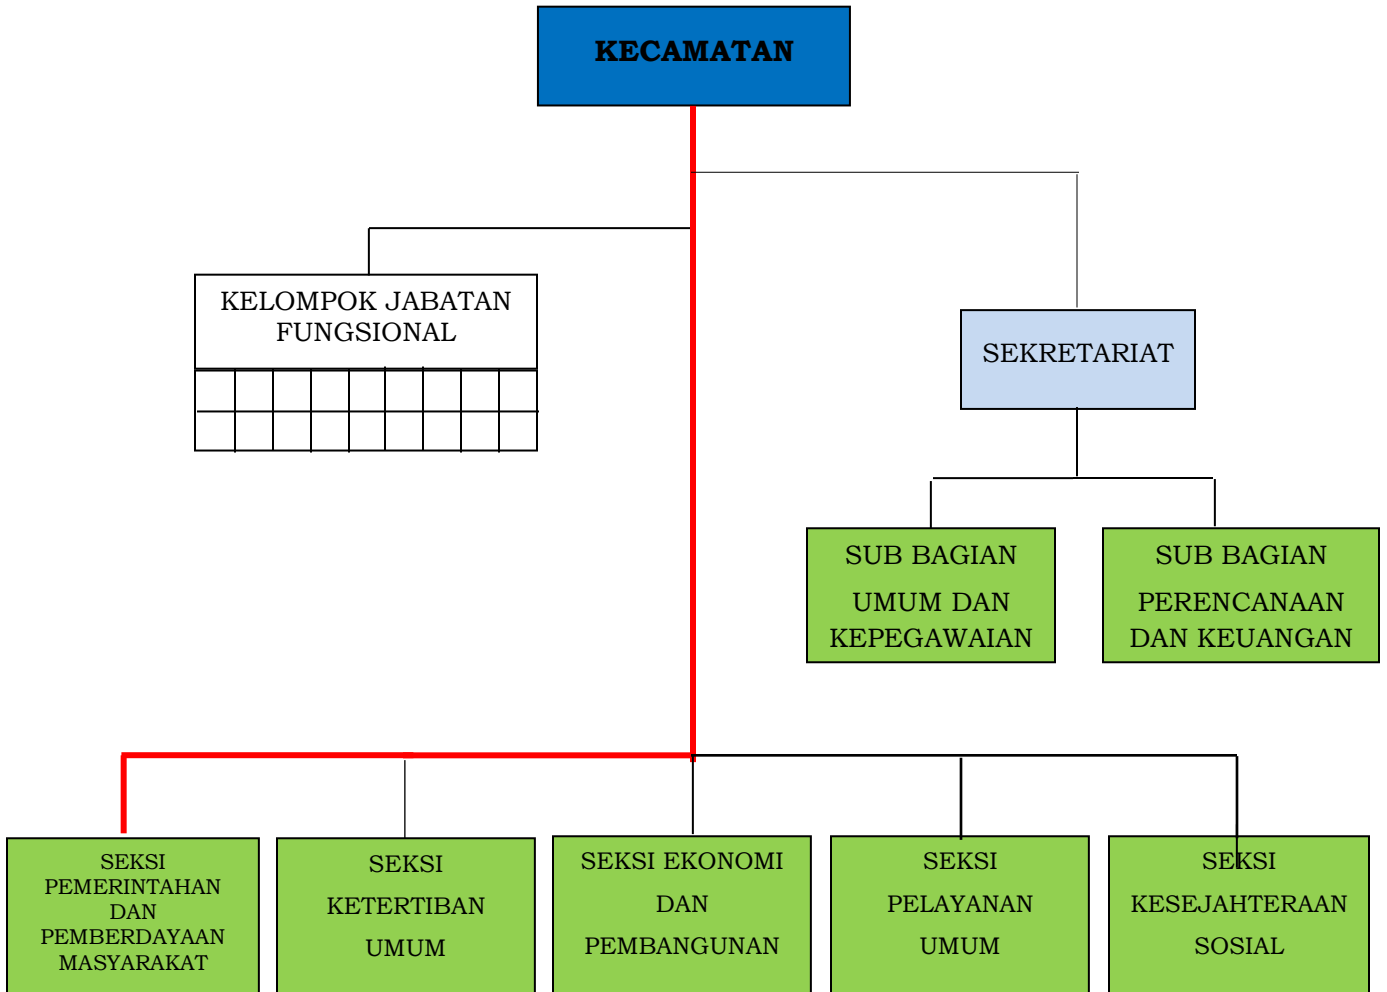 KECAMATAN
KELOMPOK JABATAN
FUNGSIONAL
SEKRETARIAT
SUB BAGIAN
UMUM DAN
KEPEGAWAIAN
SUB BAGIAN
PERENCANAAN
DAN KEUANGAN
SEKSI
PEMERINTAHAN
DAN
PEMBERDAYAAN
MASYARAKAT
SEKSI
KETERTIBAN
UMUM
SEKSI EKONOMI
DAN
PEMBANGUNAN
SEKSI
PELAYANAN
UMUM
SEKSI
KESEJAHTERAAN
SOSIAL